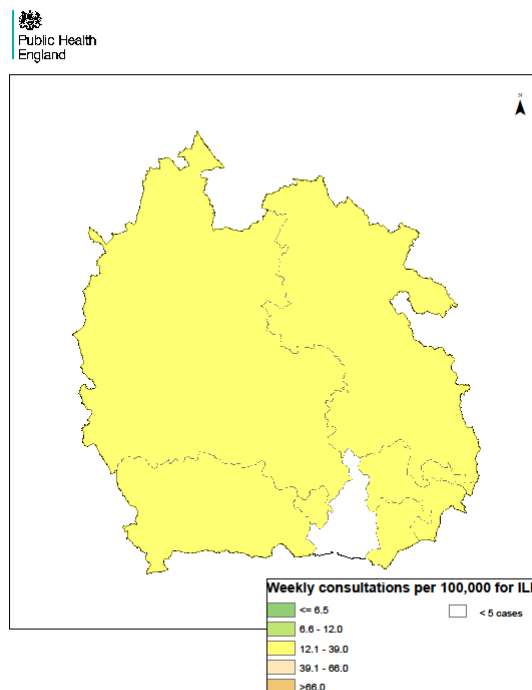 Public Health
England
N
Weekly consultations per 100,000 for ILI
<= 6.5
< 5 cases
6.6 - 12.0
12.1 - 39.0
39.1 - 66.0
>66.0